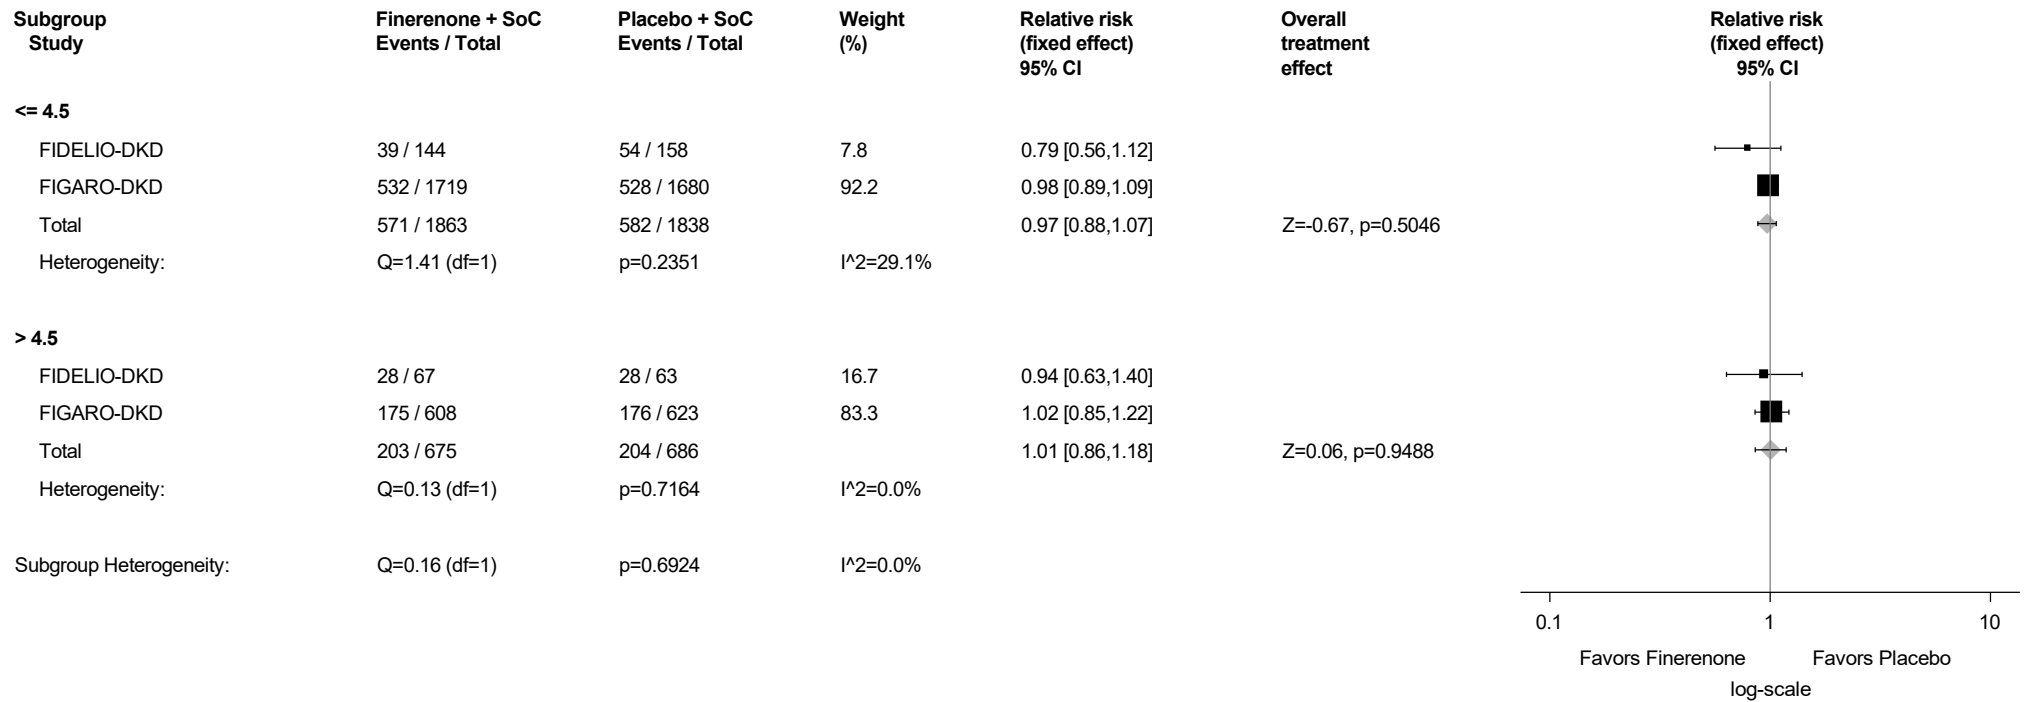 Subgroup Finerenone + SoC Placebo + SoC Weight Relative risk Overall Relative risk
Study Events / Total Events / Total (%) (fixed effect) treatment (fixed effect)
95% CI effect 95% CI
<= 4.5
FIDELIO-DKD 39 / 144 54 / 158 7.8 0.79 [0.56,1.12]
FIGARO-DKD 532 / 1719 528 / 1680 92.2 0.98 [0.89,1.09]
Total 571 / 1863 582 / 1838 0.97 [0.88,1.07] Z=-0.67, p=0.5046
Heterogeneity: Q=1.41 (df=1) p=0.2351 I^2=29.1%
> 4.5
FIDELIO-DKD 28 / 67 28 / 63 16.7 0.94 [0.63,1.40]
FIGARO-DKD 175 / 608 176 / 623 83.3 1.02 [0.85,1.22]
Total 203 / 675 204 / 686 1.01 [0.86,1.18] Z=0.06, p=0.9488
Heterogeneity: Q=0.13 (df=1) p=0.7164 I^2=0.0%
Subgroup Heterogeneity: Q=0.16 (df=1) p=0.6924 I^2=0.0%
0.1 1 10
Favors Finerenone Favors Placebo
log-scale